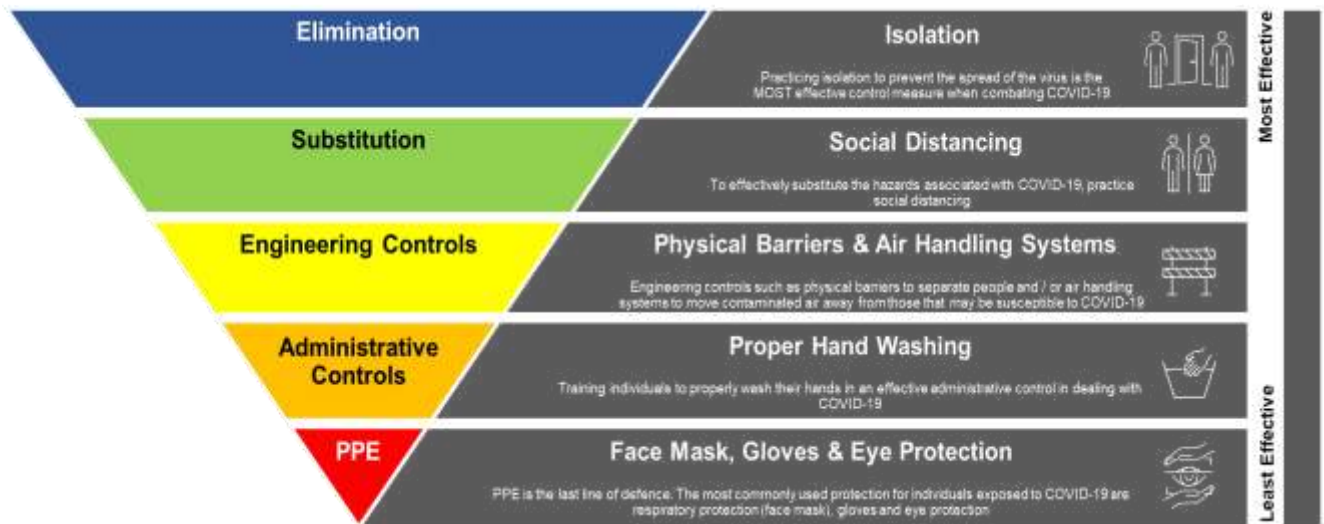 Elimination
Isolation
Practicing isolation to prevent the spread of the virus is the
MOST effective control measure when combating COVID-19
Substitution
Social Distancing
To effectively substitute the hazards associated with COVID-19, practice
social distancing
Engineering Controls
Physical Barriers & Air Handling Systems
Engineering controls such as physical barriers to separate people and / or air handling
systems to move contaminated air away from those that may be susceptible to COVID-19
Administrative
Controls
Proper Hand Washing
Training individuals to properly wash their hands in an effective administrative control in dealing with
COVID-19
PPE
Face Mask, Gloves & Eye Protection
PPE is the last line of defence. The most commonly used protection for individuals exposed to COVID-19 are
respiratory protection (face mask), gloves and eye protection
Most Effective
Least Effective